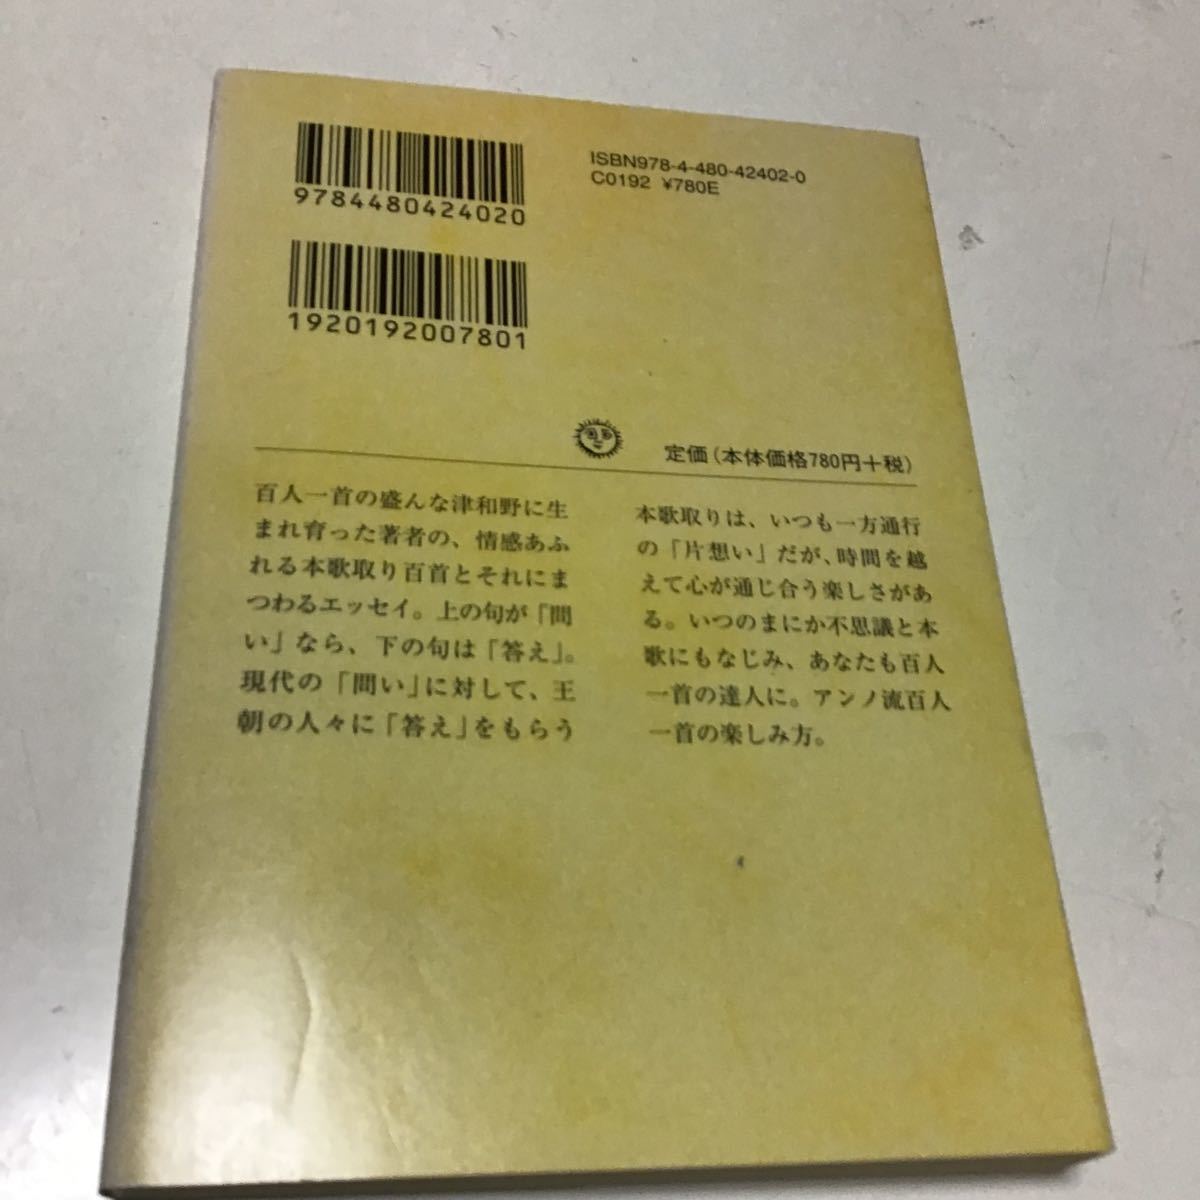 9784480424020
ISBN978-4-480-42402-0
C0192 ¥780E
1920192007801
定価(本体価格780円+税)
百人一首の盛んな津和野に生
まれ育った著者の、情感あふ
れる本歌取り百首とそれにま
つわるエッセイ。上の句が「問
い」なら、下の句は「答え」。
現代の「問い」に対して、王
朝の人々に「答え」をもらう
本歌取りは、いつも一方通行
の「片想い」だが、時間を越
えて心が通じ合う楽しさがあ
る。いつのまにか不思議と本
歌にもなじみ、あなたも百人
一首の達人に。アンノ流百人
一首の楽しみ方。